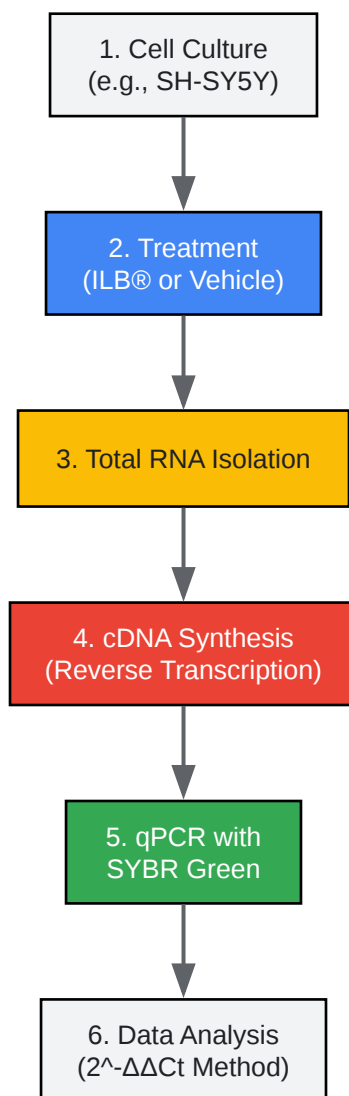 1. Cell Culture
(e.g., SH-SY5Y)
2. Treatment
(ILB® or Vehicle)
3. Total RNA Isolation
4. cDNA Synthesis
(Reverse Transcription)
5. qPCR with
SYBR Green
6. Data Analysis
(2^-ΔΔCt Method)